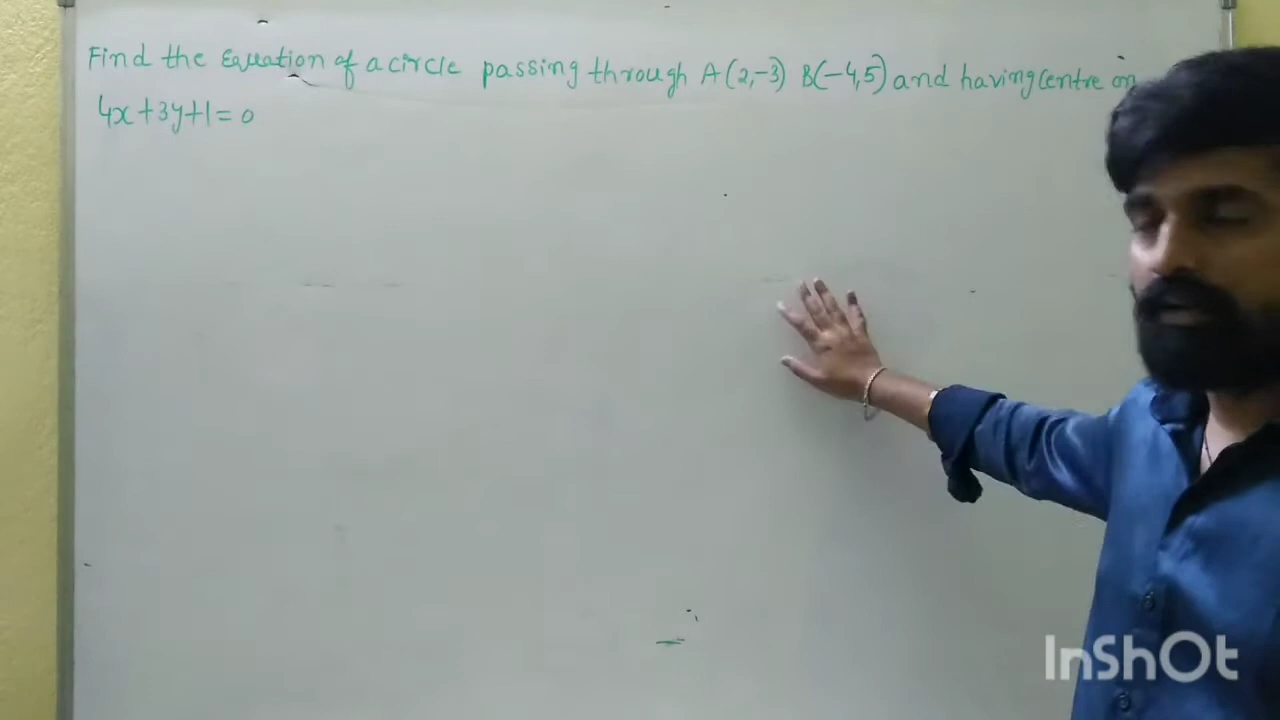 Find the Equation of a circle passing through A(2,-3) B(-4,5) and having centre on
4x+3y+1=0
InShOt